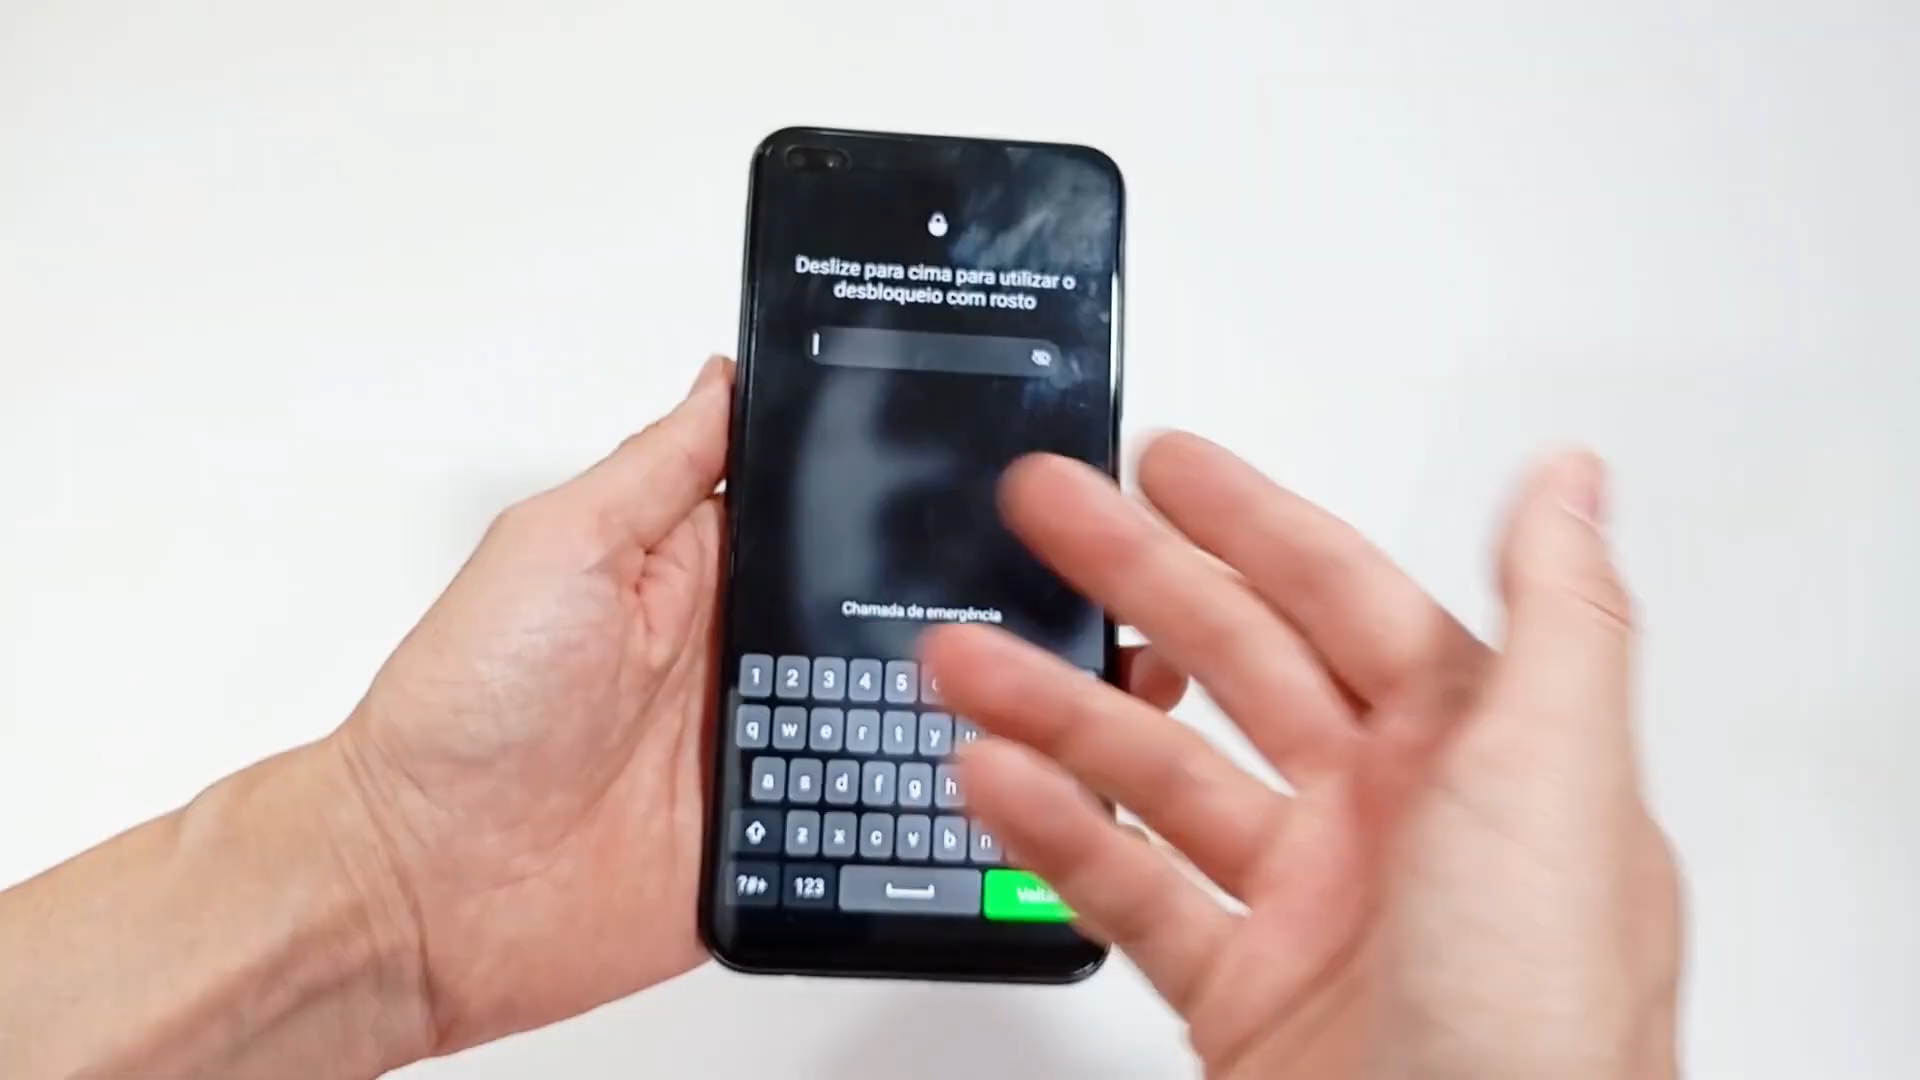 Deslize para cima para utilizar o
desbloqueio com rosto
Chamada de emergência
1 2 3 4 5
q w e r t y u
a s d f g h
z x c v b n
?#* 123